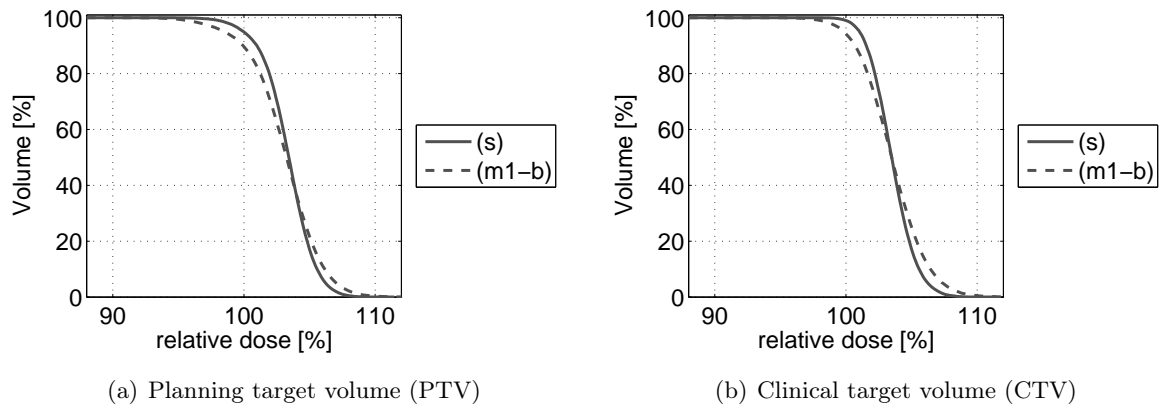 100
80
60
40
20
0
Volume [%]
90 100 110
relative dose [%]
(s)
(m1−b)
(a) Planning target volume (PTV)
100
80
60
40
20
0
Volume [%]
90 100 110
relative dose [%]
(s)
(m1−b)
(b) Clinical target volume (CTV)